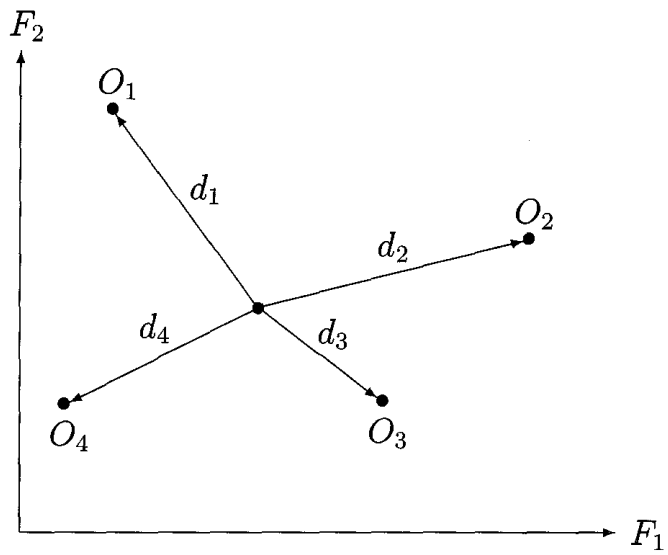 F₂
O₁
d₁
O₂
d₂
d₄
d₃
O₄
O₃
F₁